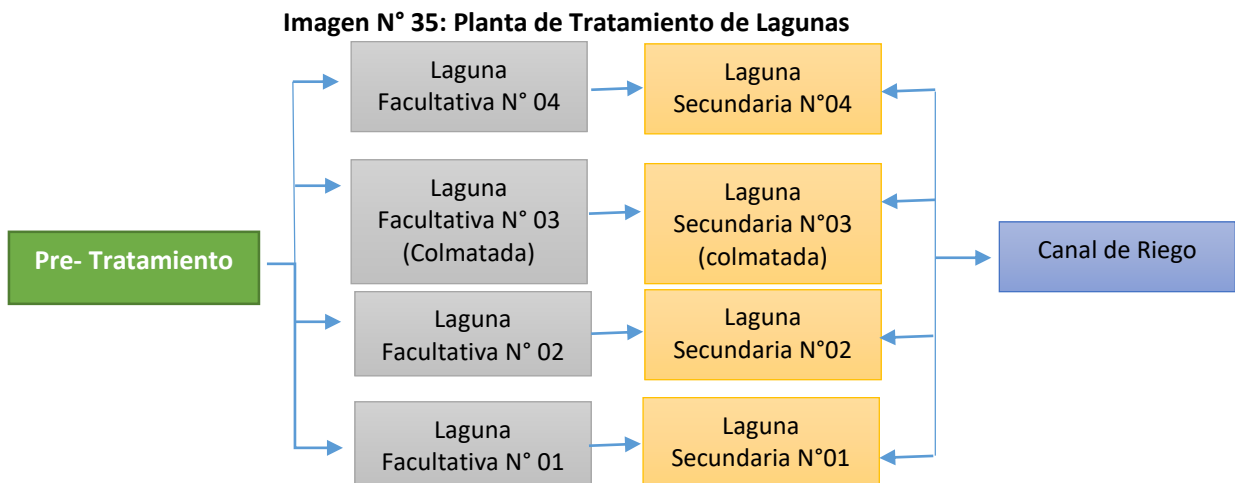 Imagen N° 35: Planta de Tratamiento de Lagunas
Laguna
Facultativa N° 04
Laguna
Secundaria N°04
Laguna
Facultativa N° 03
(Colmatada)
Laguna
Secundaria N°03
(colmatada)
Pre- Tratamiento
Canal de Riego
Laguna
Facultativa N° 02
Laguna
Secundaria N°02
Laguna
Facultativa N° 01
Laguna
Secundaria N°01